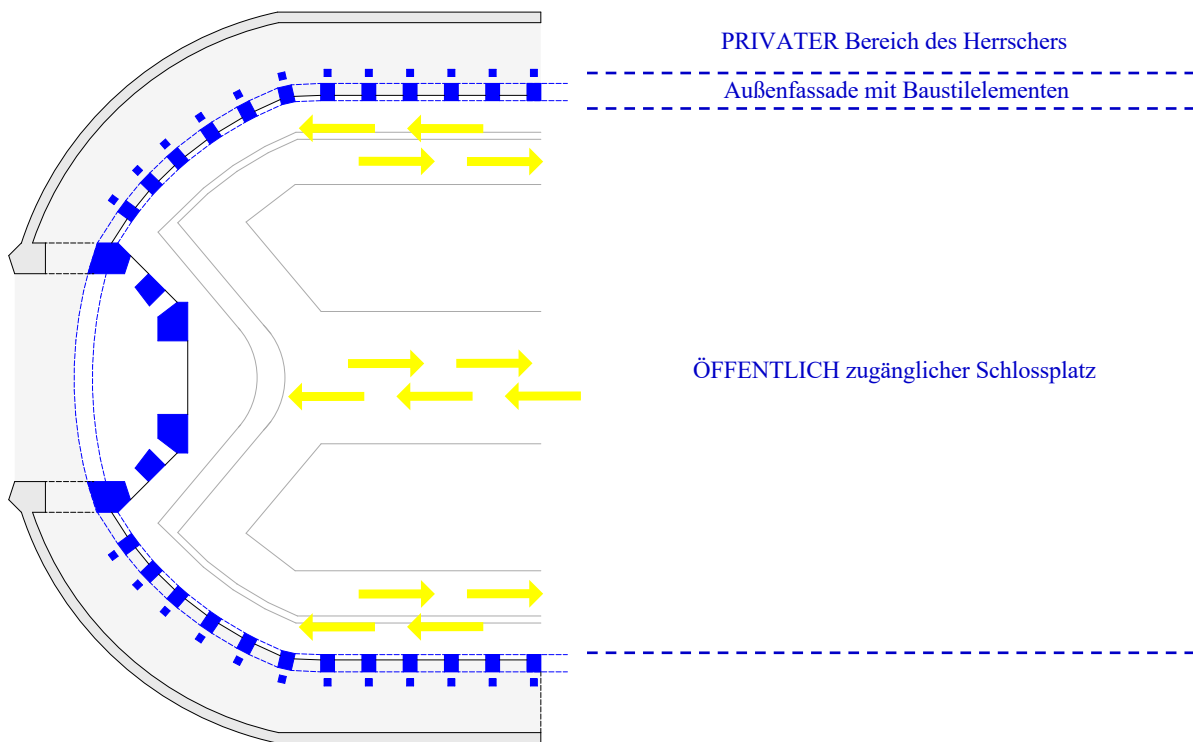 PRIVATER Bereich des Herrschers
Außenfassade mit Baustilelementen
ÖFFENTLICH zugänglicher Schlossplatz